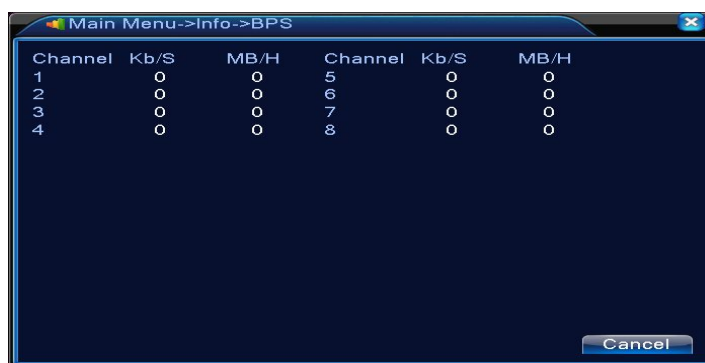 Main Menu->Info->BPS
Channel Kb/S MB/H Channel Kb/S MB/H
1 0 0 5 0 0
2 0 0 6 0 0
3 0 0 7 0 0
4 0 0 8 0 0
Cancel